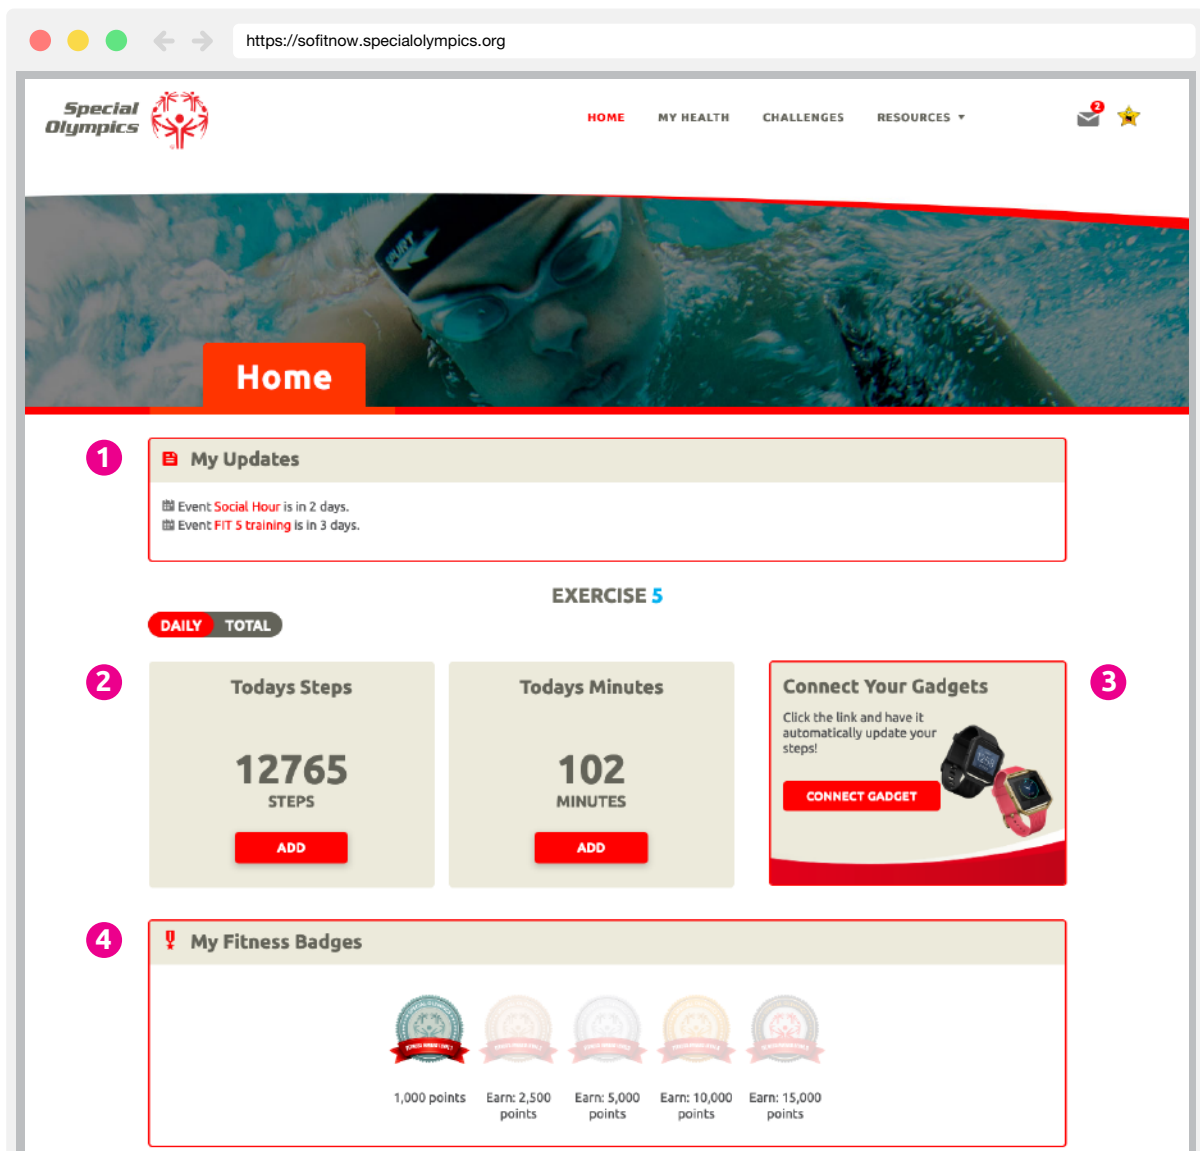 https://sofitnow.specialolympics.org
Special
Olympics
HOME MY HEALTH CHALLENGES RESOURCES
2
SPURT
Home
1
My Updates
Event Social Hour is in 2 days.
Event FIT 5 training is in 3 days.
EXERCISE 5
DAILY TOTAL
2
Todays Steps
12765
STEPS
ADD
Todays Minutes
102
MINUTES
ADD
3
Connect Your Gadgets
Click the link and have it
automatically update your
steps!
CONNECT GADGET
4
My Fitness Badges
1,000 points
Earn: 2,500
points
Earn: 5,000
points
Earn: 10,000
points
Earn: 15,000
points